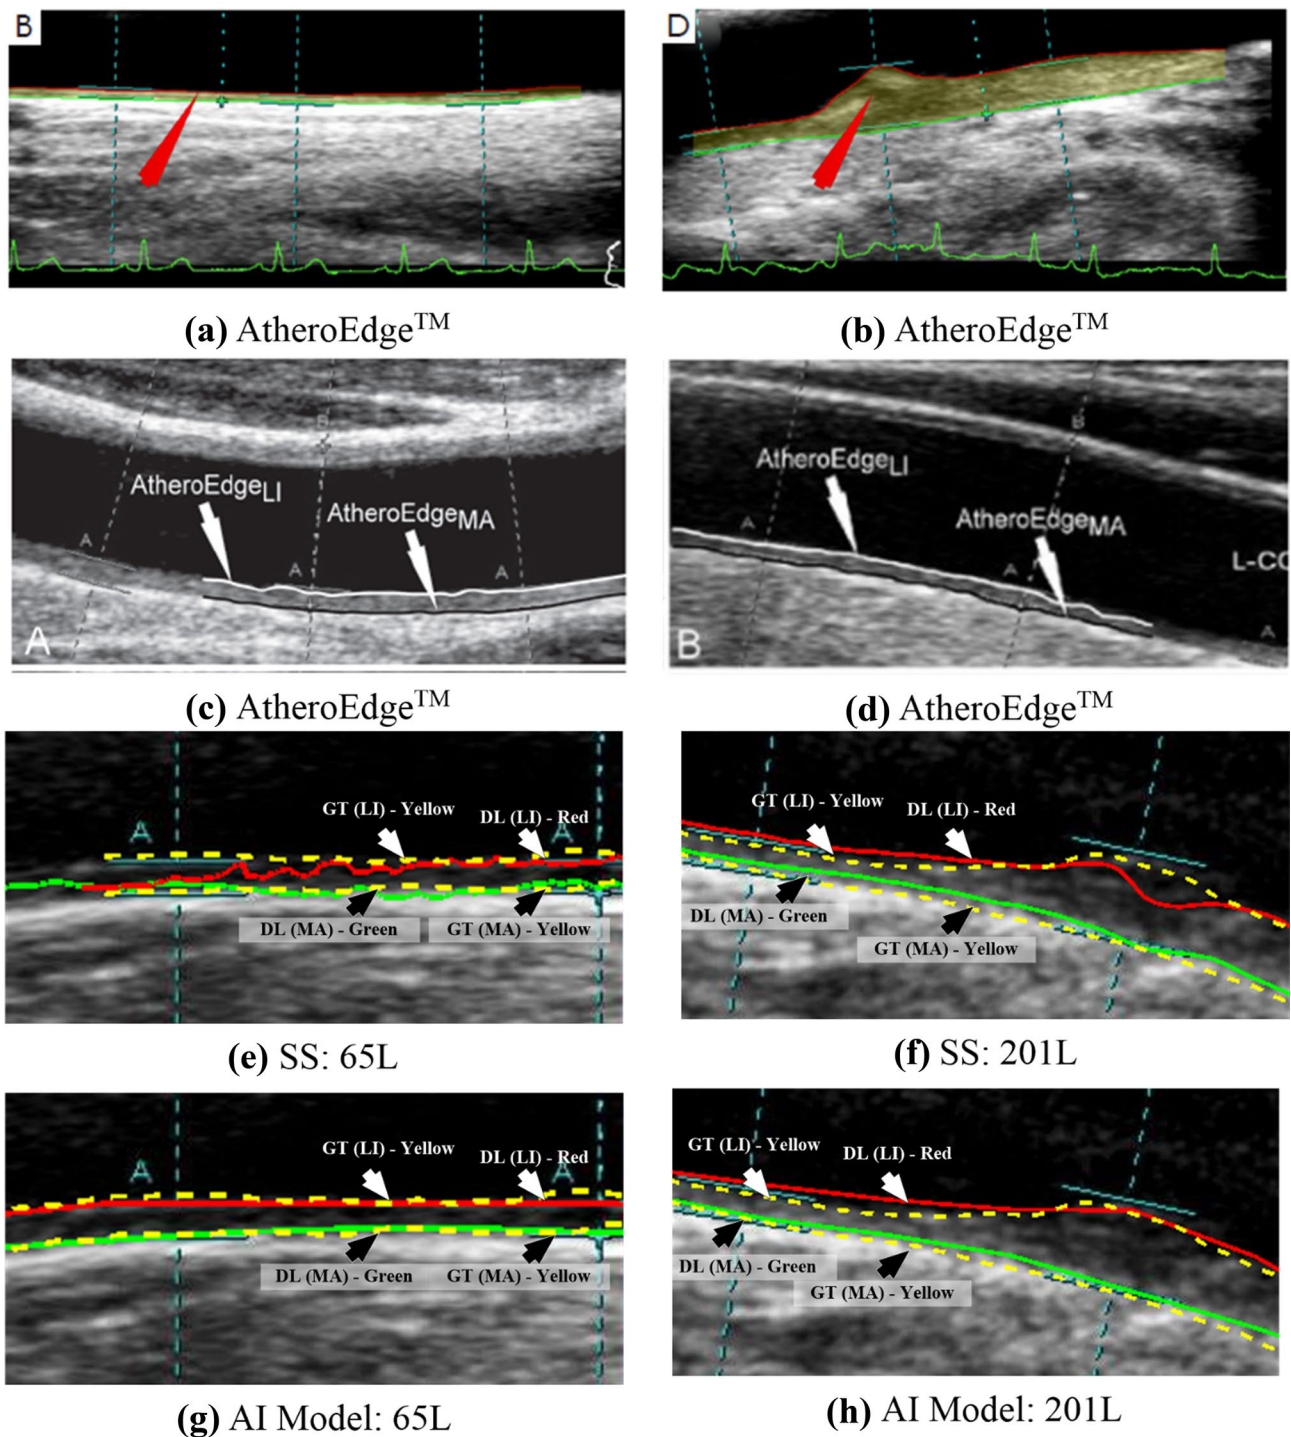 B
D
(a) AtheroEdge™
(b) AtheroEdge™
B
AtheroEdgeLI
AtheroEdgeMA
A
A
A
A
B
AtheroEdgeLI
AtheroEdgeMA
A
A
L-CC
A
B
(c) AtheroEdge™
(d) AtheroEdge™
GT (LI) - Yellow
DL (LI) - Red
A
A
DL (MA) - Green
GT (MA) - Yellow
GT (LI) - Yellow
DL (LI) - Red
DL (MA) - Green
GT (MA) - Yellow
(e) SS: 65L
(f) SS: 201L
GT (LI) - Yellow
DL (LI) - Red
A
A
DL (MA) - Green
GT (MA) - Yellow
GT (LI) - Yellow
DL (LI) - Red
DL (MA) - Green
GT (MA) - Yellow
(g) AI Model: 65L
(h) AI Model: 201L